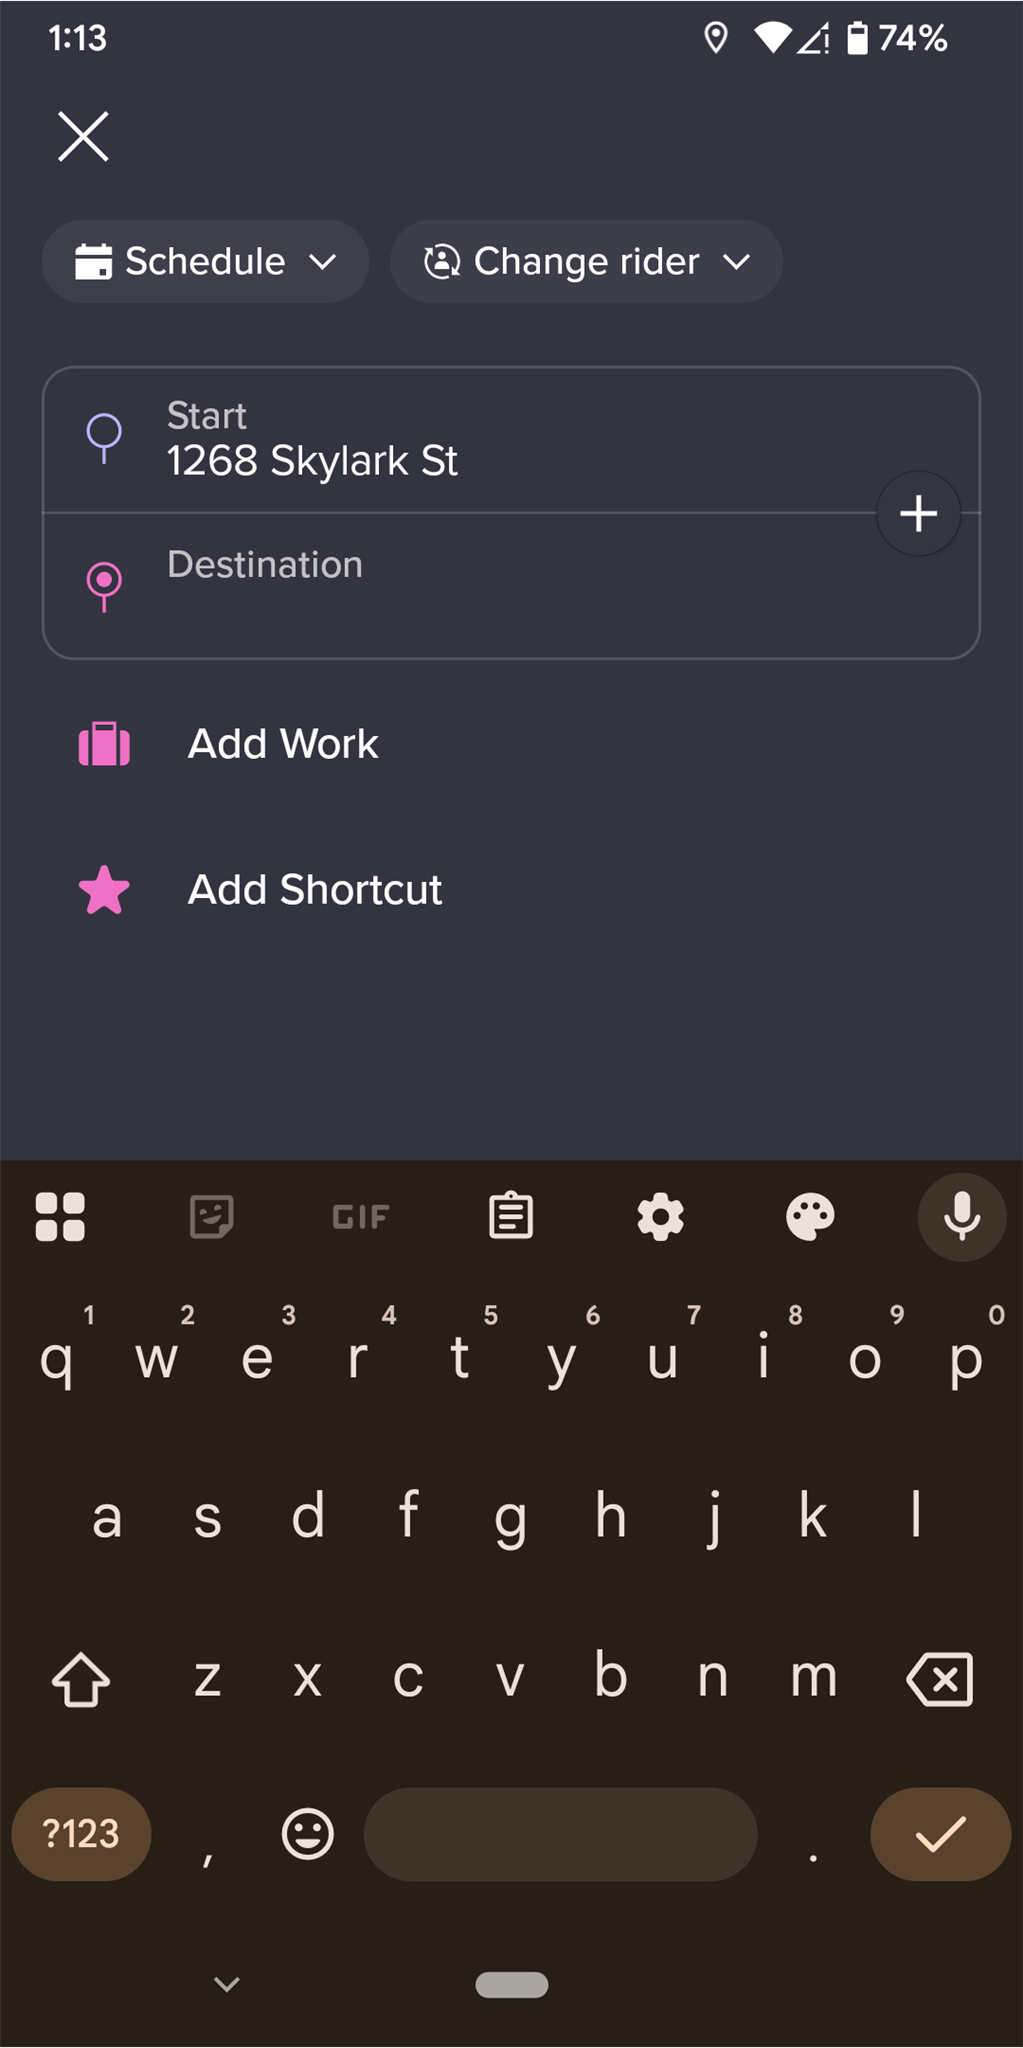 1:13 74%
Schedule Change rider
Start
1268 Skylark St
Destination
Add Work
Add Shortcut
GIF
1 2 3 4 5 6 7 8 9 0
q w e r t y u i o p
a s d f g h j k l
z x c v b n m
?123 , .